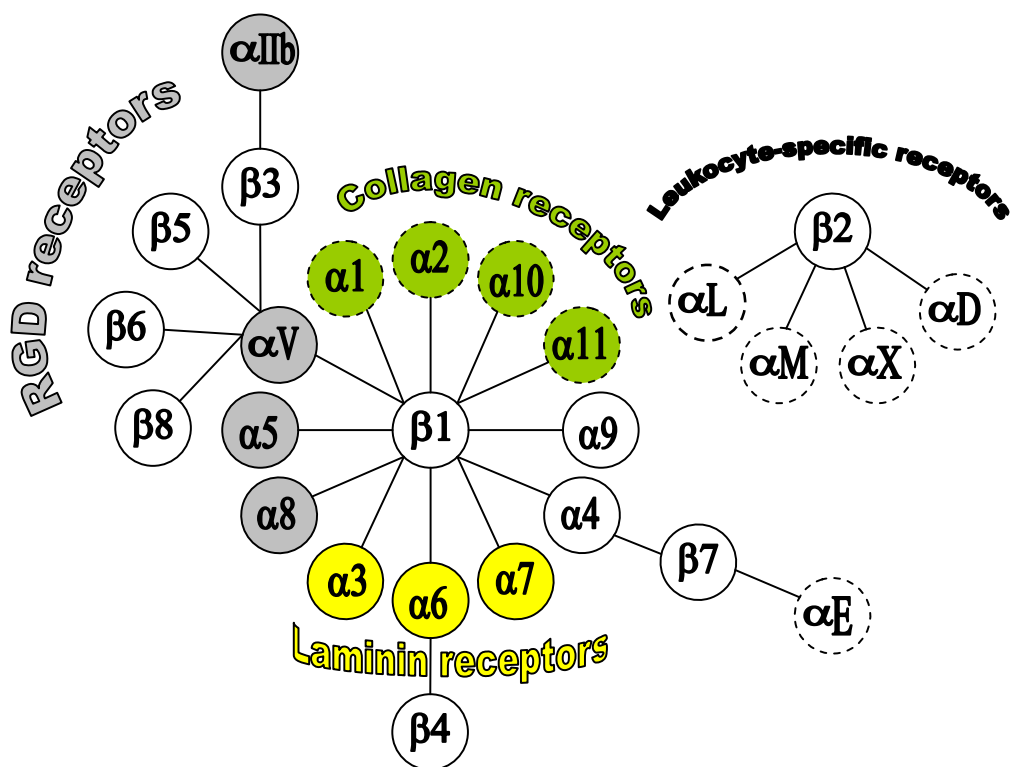 αIIb
RGD receptors
β3
Collagen receptors
Leukocyte-specific receptors
β5
β2
α1
α2
α10
αL
αD
β6
αV
α11
αM
αX
β8
α5
β1
α9
α8
α4
α3
α6
α7
β7
αE
Laminin receptors
β4